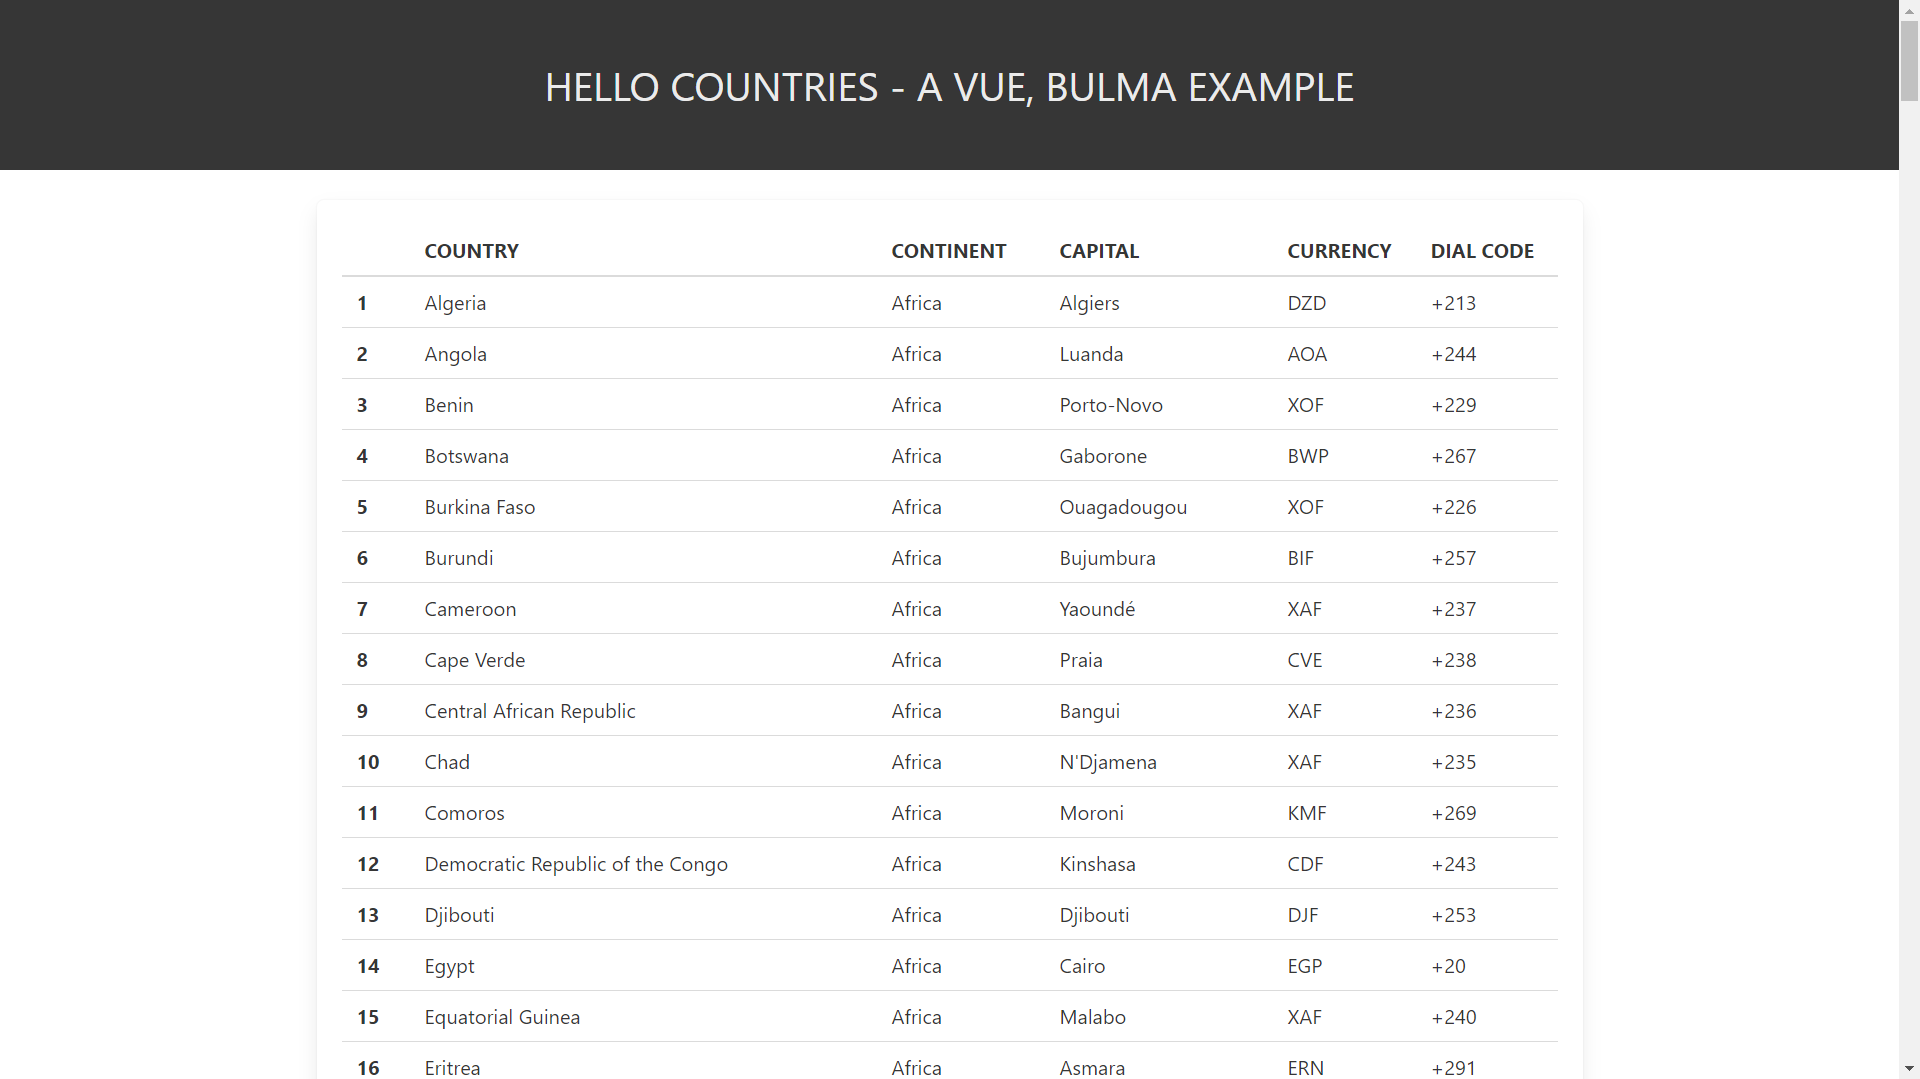 HELLO COUNTRIES - A VUE, BULMA EXAMPLE
COUNTRY CONTINENT CAPITAL CURRENCY DIAL CODE
1 Algeria Africa Algiers DZD +213
2 Angola Africa Luanda AOA +244
3 Benin Africa Porto-Novo XOF +229
4 Botswana Africa Gaborone BWP +267
5 Burkina Faso Africa Ouagadougou XOF +226
6 Burundi Africa Bujumbura BIF +257
7 Cameroon Africa Yaoundé XAF +237
8 Cape Verde Africa Praia CVE +238
9 Central African Republic Africa Bangui XAF +236
10 Chad Africa N'Djamena XAF +235
11 Comoros Africa Moroni KMF +269
12 Democratic Republic of the Congo Africa Kinshasa CDF +243
13 Djibouti Africa Djibouti DJF +253
14 Egypt Africa Cairo EGP +20
15 Equatorial Guinea Africa Malabo XAF +240
16 Eritrea Africa Asmara ERN +291